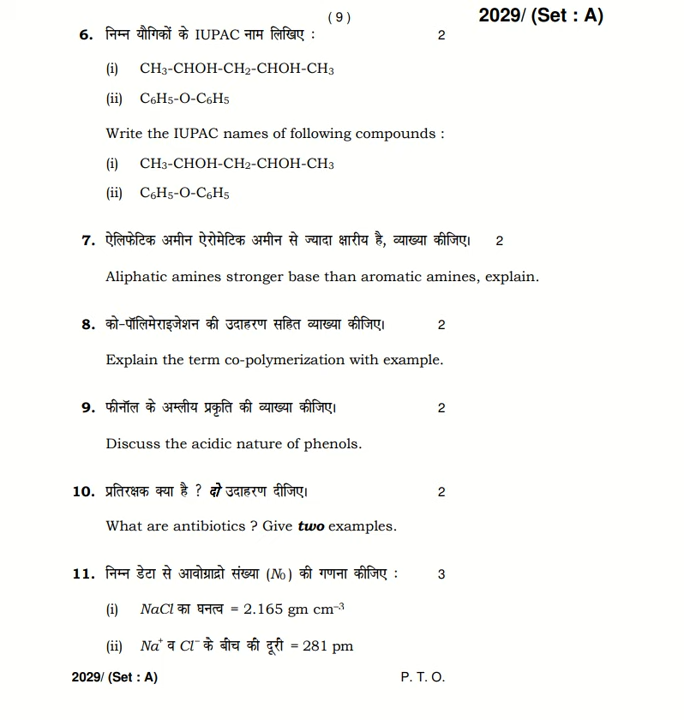 (9)
2029/ (Set : A)
6. निम्न यौगिकों के IUPAC नाम लिखिए : 2
(i) CH₃-CHOH-CH₂-CHOH-CH₃
(ii) C₆H₅-O-C₆H₅
Write the IUPAC names of following compounds :
(i) CH₃-CHOH-CH₂-CHOH-CH₃
(ii) C₆H₅-O-C₆H₅
7. ऐलिफेटिक अमीन ऐरोमेटिक अमीन से ज्यादा क्षारीय है, व्याख्या कीजिए। 2
Aliphatic amines stronger base than aromatic amines, explain.
8. को-पॉलिमेराइजेशन की उदाहरण सहित व्याख्या कीजिए। 2
Explain the term co-polymerization with example.
9. फीनॉल के अम्लीय प्रकृति की व्याख्या कीजिए। 2
Discuss the acidic nature of phenols.
10. प्रतिरक्षक क्या है ? दो उदाहरण दीजिए। 2
What are antibiotics ? Give two examples.
11. निम्न डेटा से आवोग्राद्रो संख्या (N₀) की गणना कीजिए : 3
(i) NaCl का घनत्व = 2.165 gm cm⁻³
(ii) Na⁺ व Cl⁻ के बीच की दूरी = 281 pm
2029/ (Set : A) P. T. O.